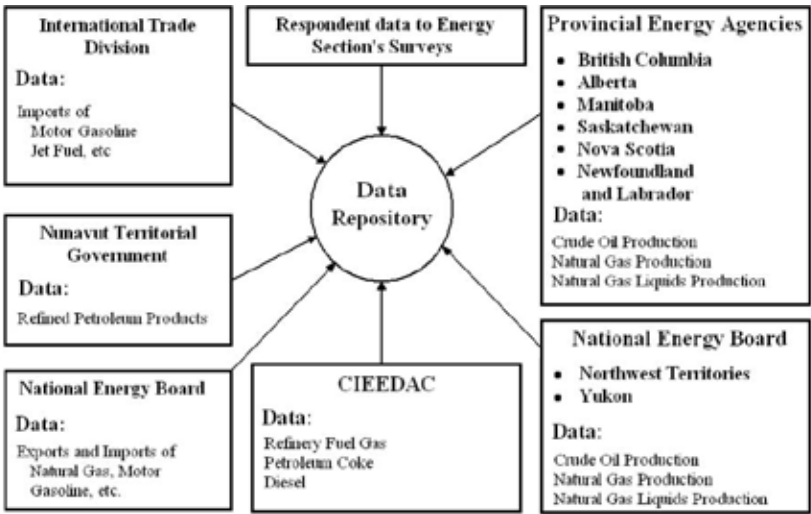 International Trade
Division
Data:
Imports of
Motor Gasoline
Jet Fuel, etc
Respondent data to Energy
Section's Surveys
Provincial Energy Agencies
• British Columbia
• Alberta
• Manitoba
• Saskatchewan
• Nova Scotia
• Newfoundland
and Labrador
Data:
Crude Oil Production
Natural Gas Production
Natural Gas Liquids Production
Data
Repository
Nunavut Territorial
Government
Data:
Refined Petroleum Products
National Energy Board
Data:
Exports and Imports of
Natural Gas, Motor
Gasoline, etc.
CIEEDAC
Data:
Refinery Fuel Gas
Petroleum Coke
Diesel
National Energy Board
• Northwest Territories
• Yukon
Data:
Crude Oil Production
Natural Gas Production
Natural Gas Liquids Production